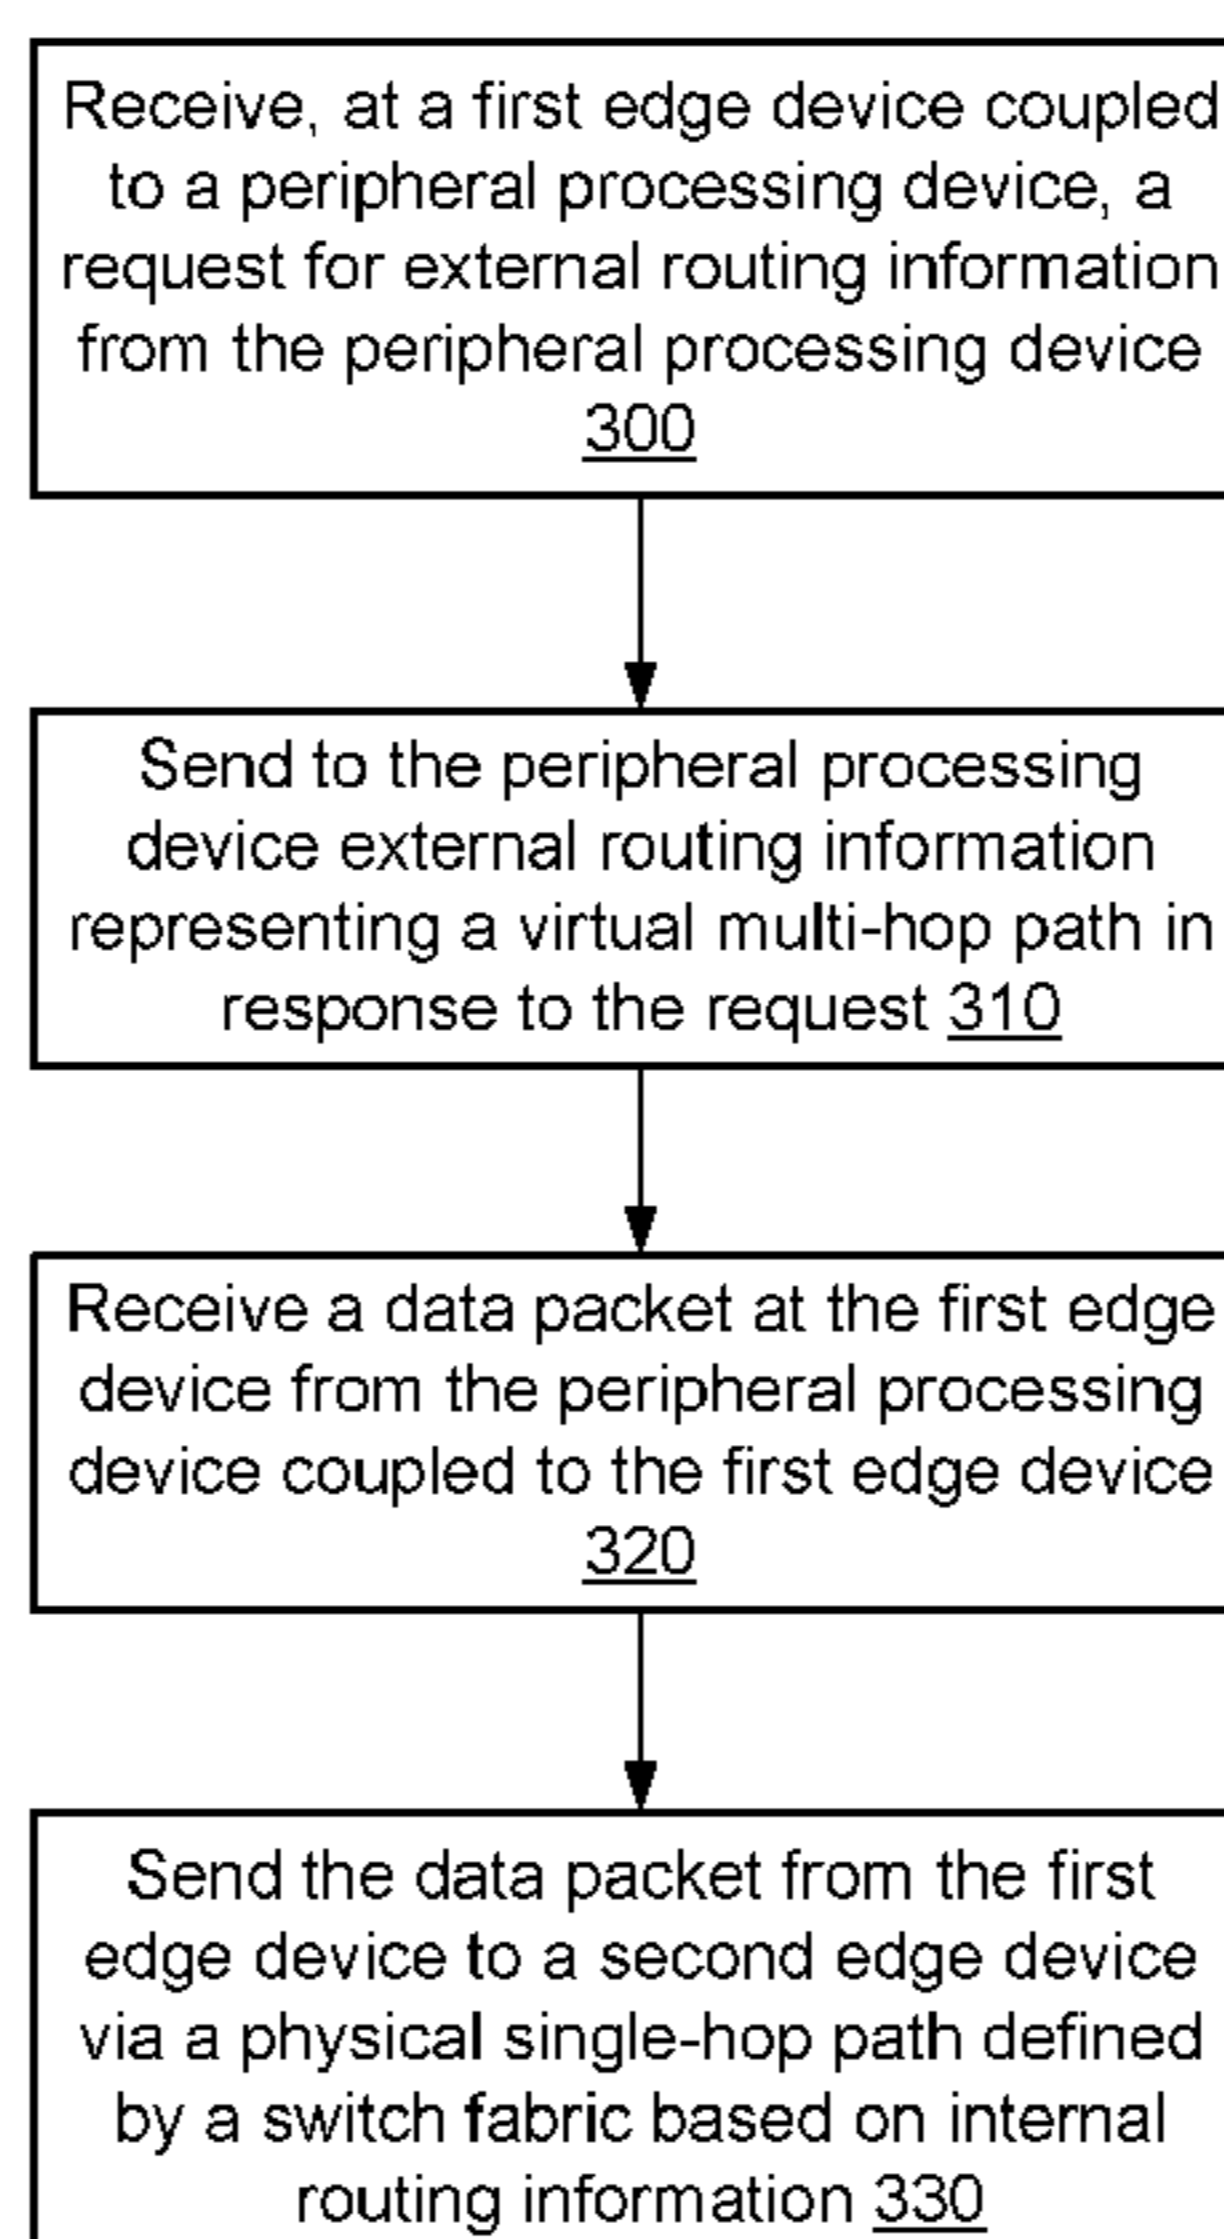 Receive, at a first edge device coupled
to a peripheral processing device, a
request for external routing information
from the peripheral processing device
300
Send to the peripheral processing
device external routing information
representing a virtual multi-hop path in
response to the request 310
Receive a data packet at the first edge
device from the peripheral processing
device coupled to the first edge device
320
Send the data packet from the first
edge device to a second edge device
via a physical single-hop path defined
by a switch fabric based on internal
routing information 330